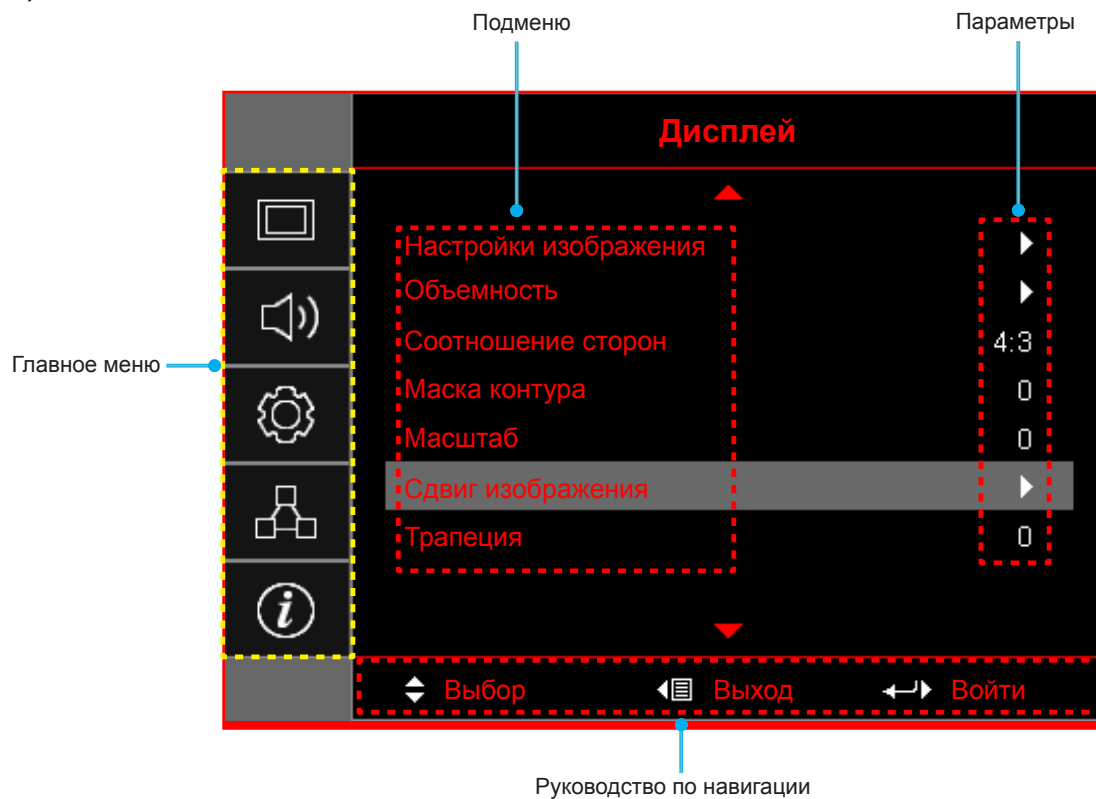 Подменю
Параметры
Дисплей
Настройки изображения
Объемность
Соотношение сторон 4:3
Маска контура 0
Масштаб 0
Сдвиг изображения
Трапеция 0
Главное меню
Выбор Выход Войти
Руководство по навигации